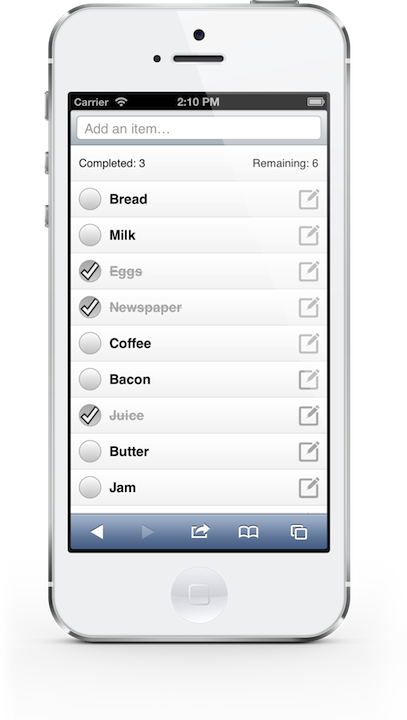 Carrier 2:10 PM
Add an item...
Completed: 3 Remaining: 6
Bread
Milk
Eggs
Newspaper
Coffee
Bacon
Juice
Butter
Jam